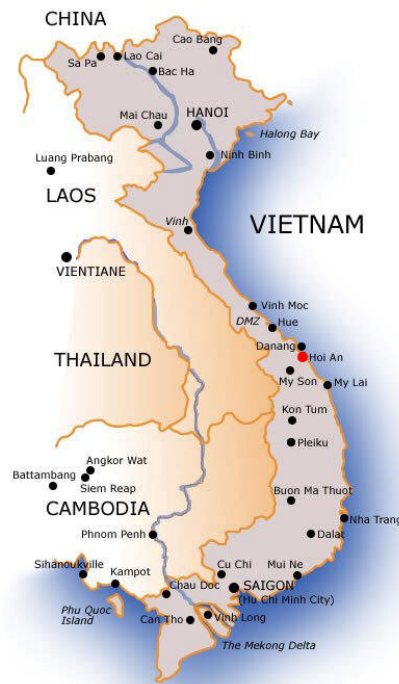 CHINA
Cao Bang
Sa Pa
Lao Cai
Bac Ha
Mai Chau
HANOI
Halong Bay
Luang Prabang
Ninh Binh
LAOS
Vinh
VIETNAM
VIENTIANE
Vinh Moc
DMZ
Hue
Danang
Hoi An
THAILAND
My Son
My Lai
Kon Tum
Pleiku
Angkor Wat
Battambang
Siem Reap
Buon Ma Thuot
CAMBODIA
Nha Trang
Phnom Penh
Dalat
Sihanoukville
Kampot
Cu Chi
Mui Ne
Chau Doc
SAIGON
(Hu Chi Minh City)
Phu Quoc
Island
Can Tho
Vinh Long
The Mekong Delta